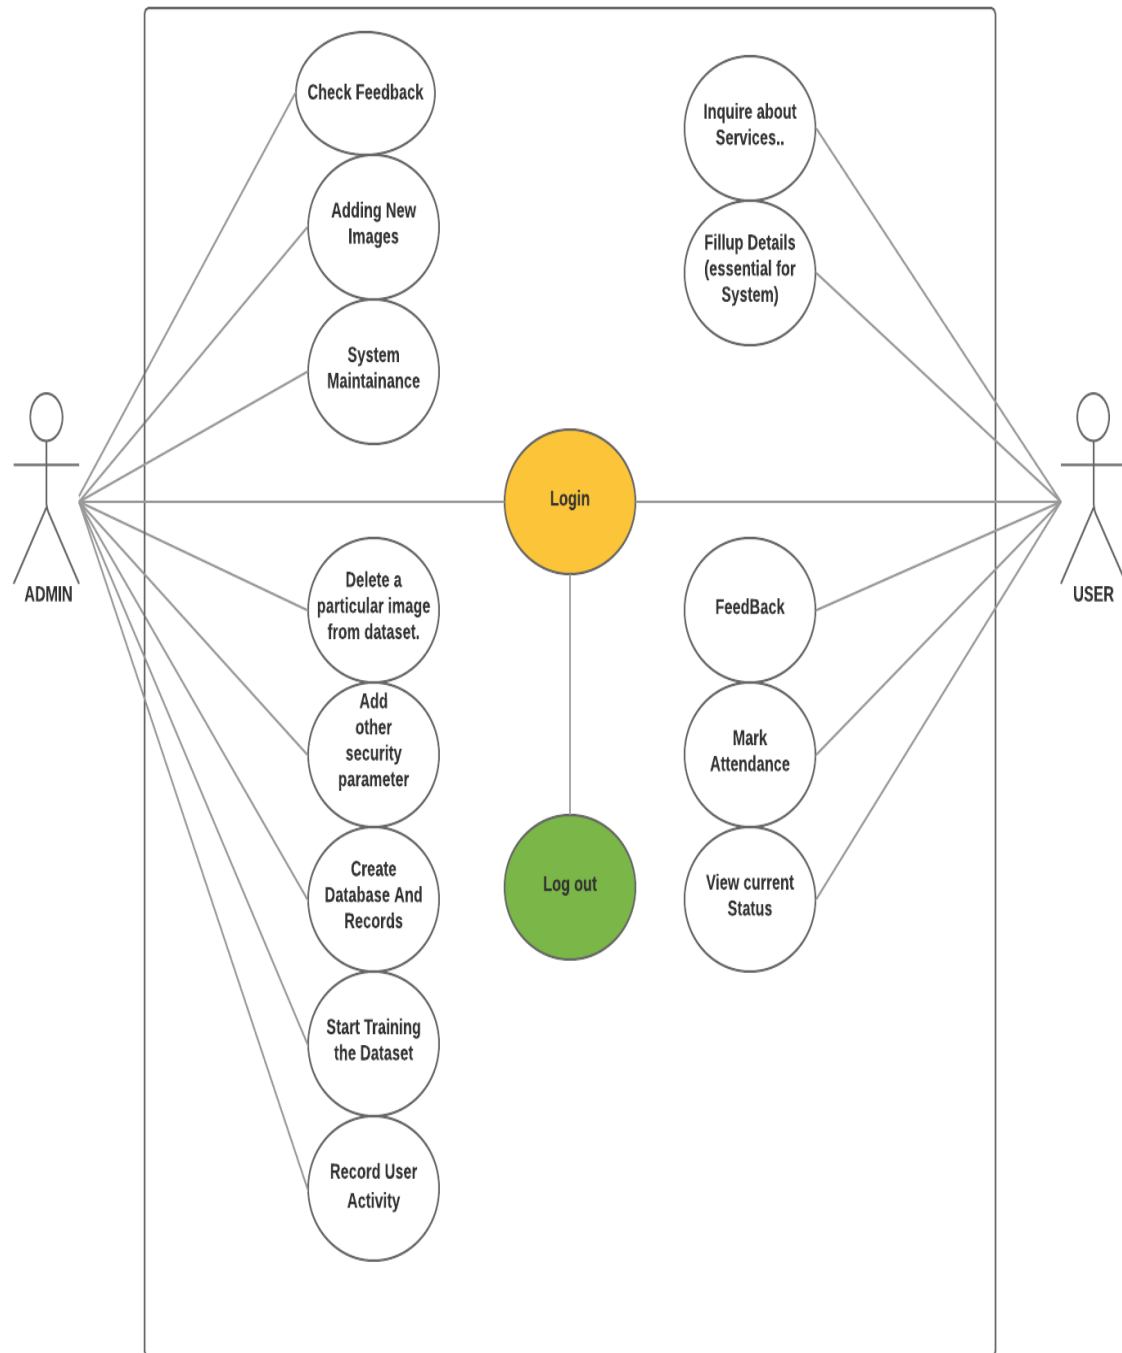 Check Feedback
Adding New
Images
System
Maintainance
ADMIN
Delete a
particular image
from dataset.
Add
other
security
parameter
Create
Database And
Records
Start Training
the Dataset
Record User
Activity
Login
Log out
Inquire about
Services..
Fillup Details
(essential for
System)
FeedBack
Mark
Attendance
View current
Status
USER